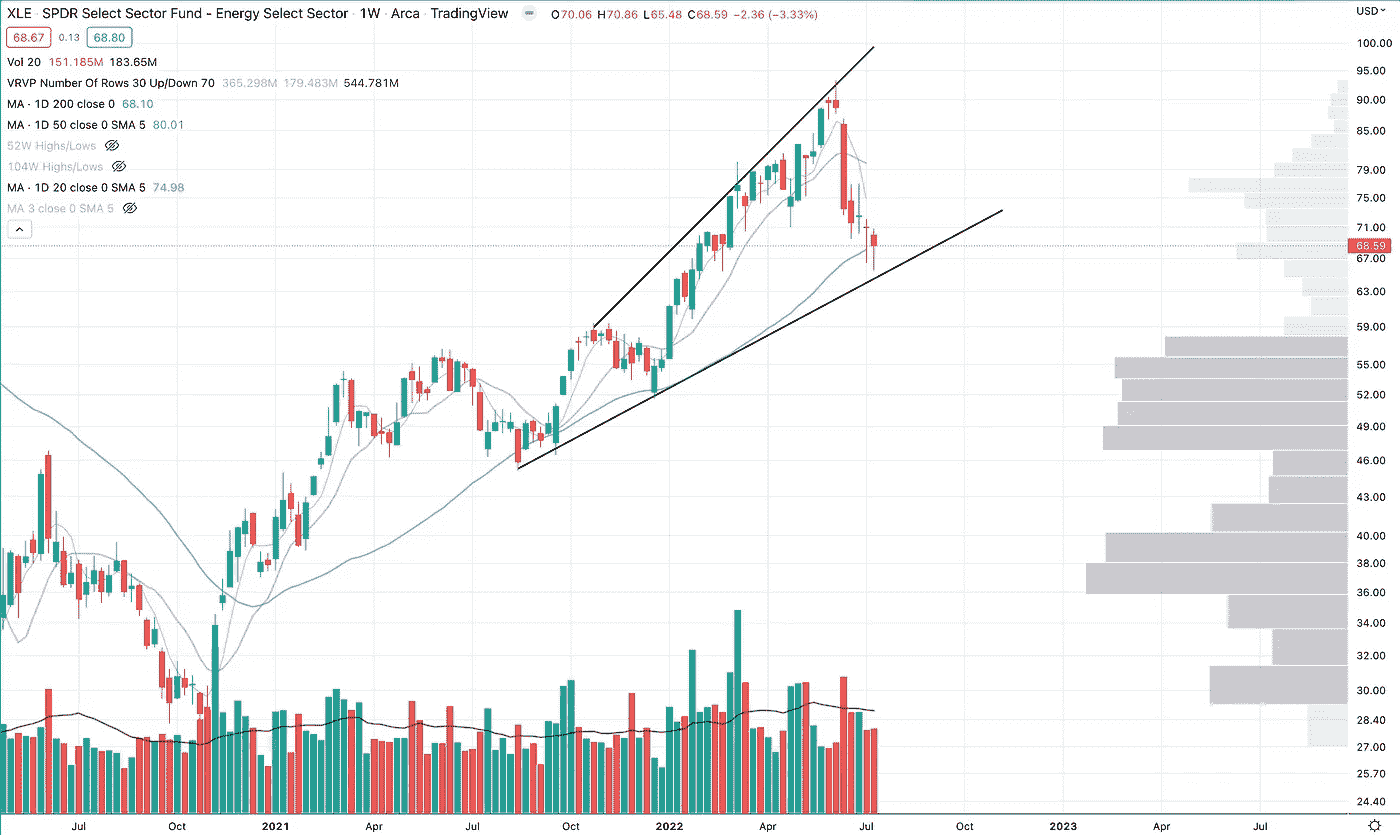 XLE · SPDR Select Sector Fund - Energy Select Sector · 1W · Arca · TradingView O70.06 H70.86 L65.48 C68.59 −2.36 (−3.33%)
USD
68.67 0.13 68.80
Vol 20 151.185M 183.65M
VRVP Number Of Rows 30 Up/Down 70 365.298M 179.483M 544.781M
MA · 1D 200 close 0 68.10
MA · 1D 50 close 0 SMA 5 80.01
52W Highs/Lows
104W Highs/Lows
MA · 1D 20 close 0 SMA 5 74.98
MA 3 close 0 SMA 5
100.00
95.00
90.00
85.00
79.00
75.00
71.00
68.59
67.00
63.00
59.00
55.00
52.00
49.00
46.00
43.00
40.00
38.00
36.00
34.00
32.00
30.00
28.40
27.00
25.70
24.40
Jul Oct 2021 Apr Jul Oct 2022 Apr Jul Oct 2023 Apr Jul